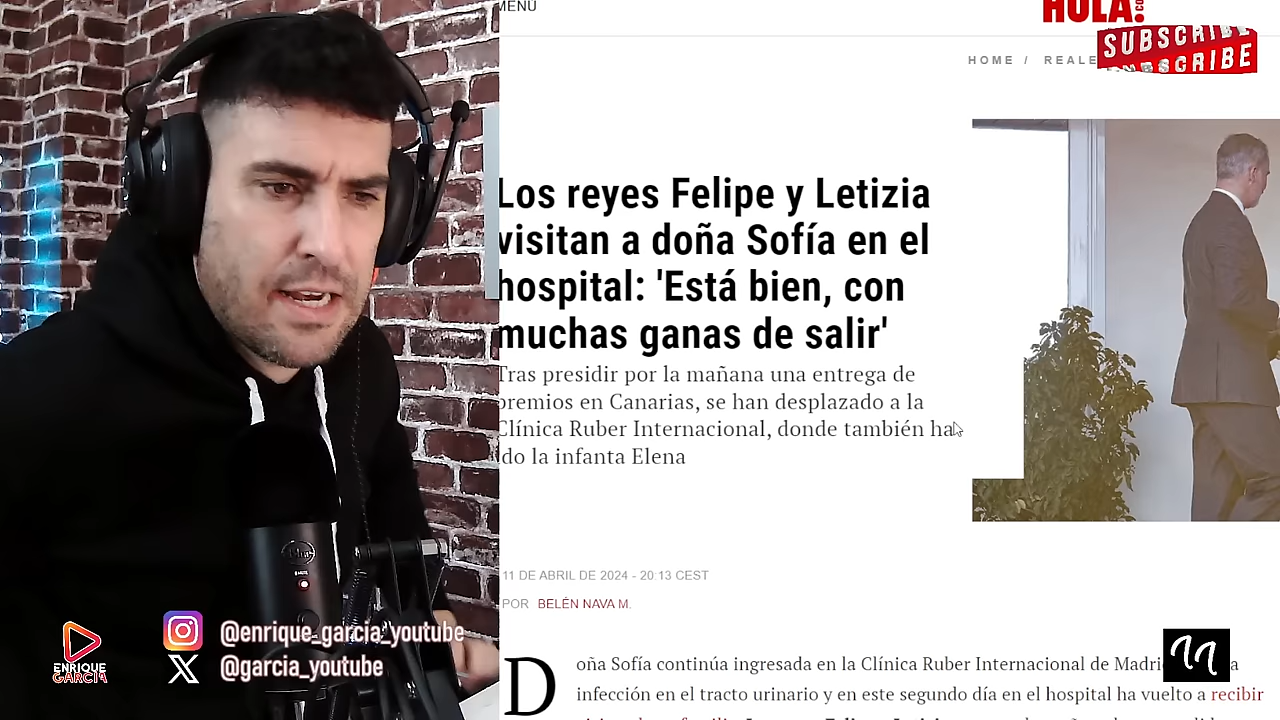 MENÚ
HOLA!
HOME / REALE
SUBSCRIBE
SUBSCRIBE
Los reyes Felipe y Letizia
visitan a doña Sofía en el
hospital: 'Está bien, con
muchas ganas de salir'
Tras presidir por la mañana una entrega de
premios en Canarias, se han desplazado a la
Clínica Ruber Internacional, donde también ha
ido la infanta Elena
11 DE ABRIL DE 2024 - 20:13 CEST
POR BELÉN NAVA M.
Doña Sofía continúa ingresada en la Clínica Ruber Internacional de Madri
infección en el tracto urinario y en este segundo día en el hospital ha vuelto a recibir
@enrique_garcia_youtube
@garcia_youtube
ENRIQUE
GARCIA